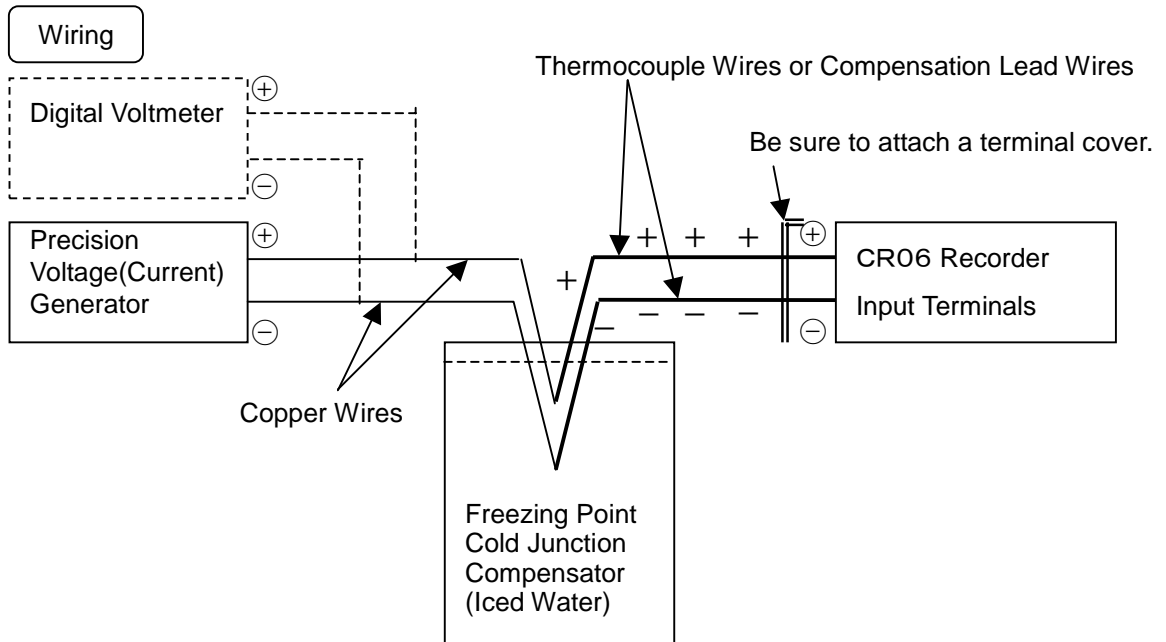 Wiring
Thermocouple Wires or Compensation Lead Wires
Digital Voltmeter
⊕
⊖
Be sure to attach a terminal cover.
Precision
Voltage(Current)
Generator
⊕
⊖
+
+ + +
−
− − −
⊕
⊖
CR06 Recorder
Input Terminals
Copper Wires
Freezing Point
Cold Junction
Compensator
(Iced Water)